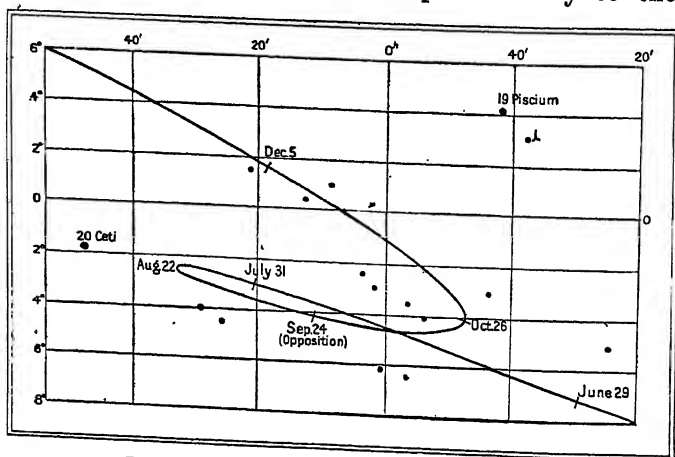 20' 0ʰ 40' 20'
6°
4°
2°
0
2°
4°
6°
8°
19 Piscium
Dec. 5
0
20 Ceti
Aug. 22
July 31
Sep. 24
(Opposition)
Oct. 26
June 29